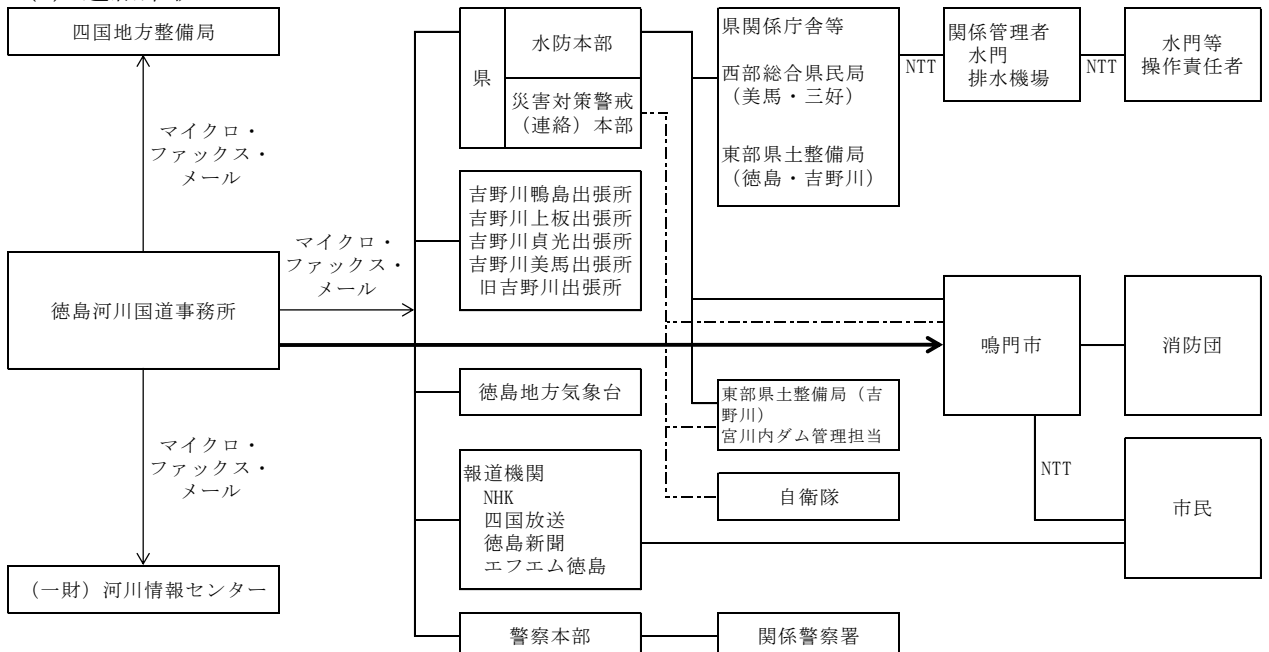 四国地方整備局
マイクロ・
ファックス・
メール
徳島河川国道事務所
マイクロ・
ファックス・
メール
マイクロ・
ファックス・
メール
（一財）河川情報センター
県
水防本部
災害対策警戒
（連絡）本部
吉野川鴨島出張所
吉野川上板出張所
吉野川貞光出張所
吉野川美馬出張所
旧吉野川出張所
徳島地方気象台
報道機関
NHK
四国放送
徳島新聞
エフエム徳島
警察本部
県関係庁舎等
西部総合県民局
（美馬・三好）
東部県土整備局
（徳島・吉野川）
東部県土整備局（吉
野川）
宮川内ダム管理担当
自衛隊
関係警察署
NTT
関係管理者
水門
排水機場
NTT
水門等
操作責任者
鳴門市
消防団
NTT
市民